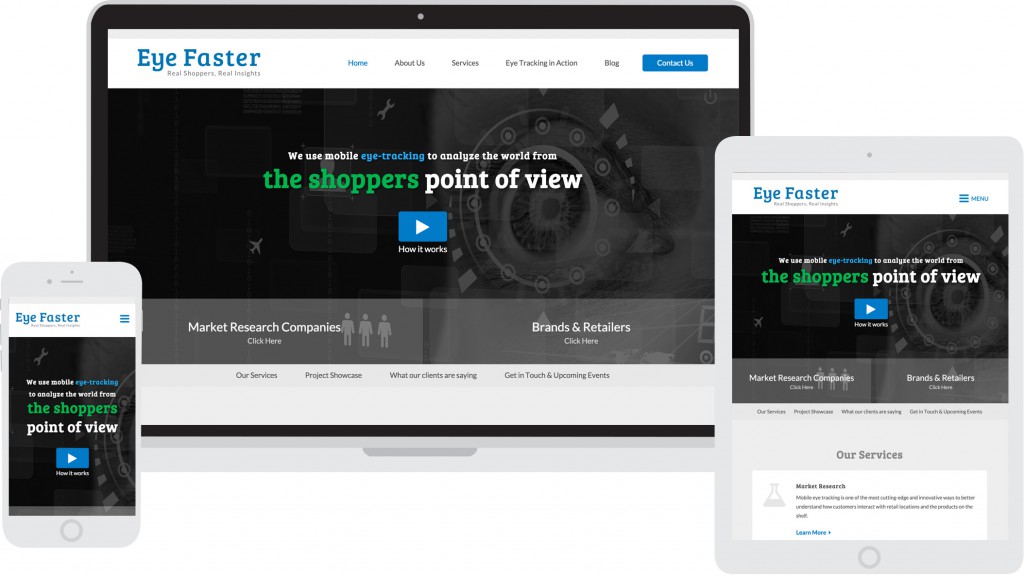 Eye Faster
Real Shoppers, Real Insights
Home
About Us
Services
Eye Tracking in Action
Blog
Contact Us
We use mobile eye-tracking to analyze the world from
the shoppers point of view
How it works
Market Research Companies
Click Here
Brands & Retailers
Click Here
Our Services
Project Showcase
What our clients are saying
Get in Touch & Upcoming Events
Eye Faster
Real Shoppers, Real Insights
MENU
We use mobile eye-tracking to analyze the world from
the shoppers point of view
How it works
Market Research Companies
Click Here
Brands & Retailers
Click Here
Our Services
Project Showcase
What our clients are saying
Get in Touch & Upcoming Events
Our Services
Market Research
Mobile eye tracking is one of the most cutting-edge and innovative ways to better
understand how customers interact with retail locations and the products on the
shelf.
Learn More
Eye Faster
Real Shoppers, Real Insights
We use mobile eye-tracking
to analyze the world from
the shoppers
point of view
How it works